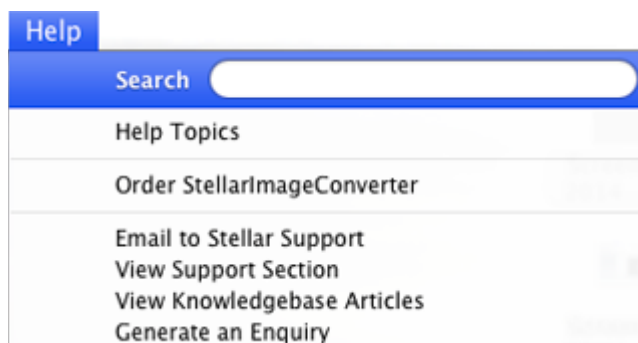 Help
Search
Help Topics
Order StellarImageConverter
Email to Stellar Support
View Support Section
View Knowledgebase Articles
Generate an Enquiry